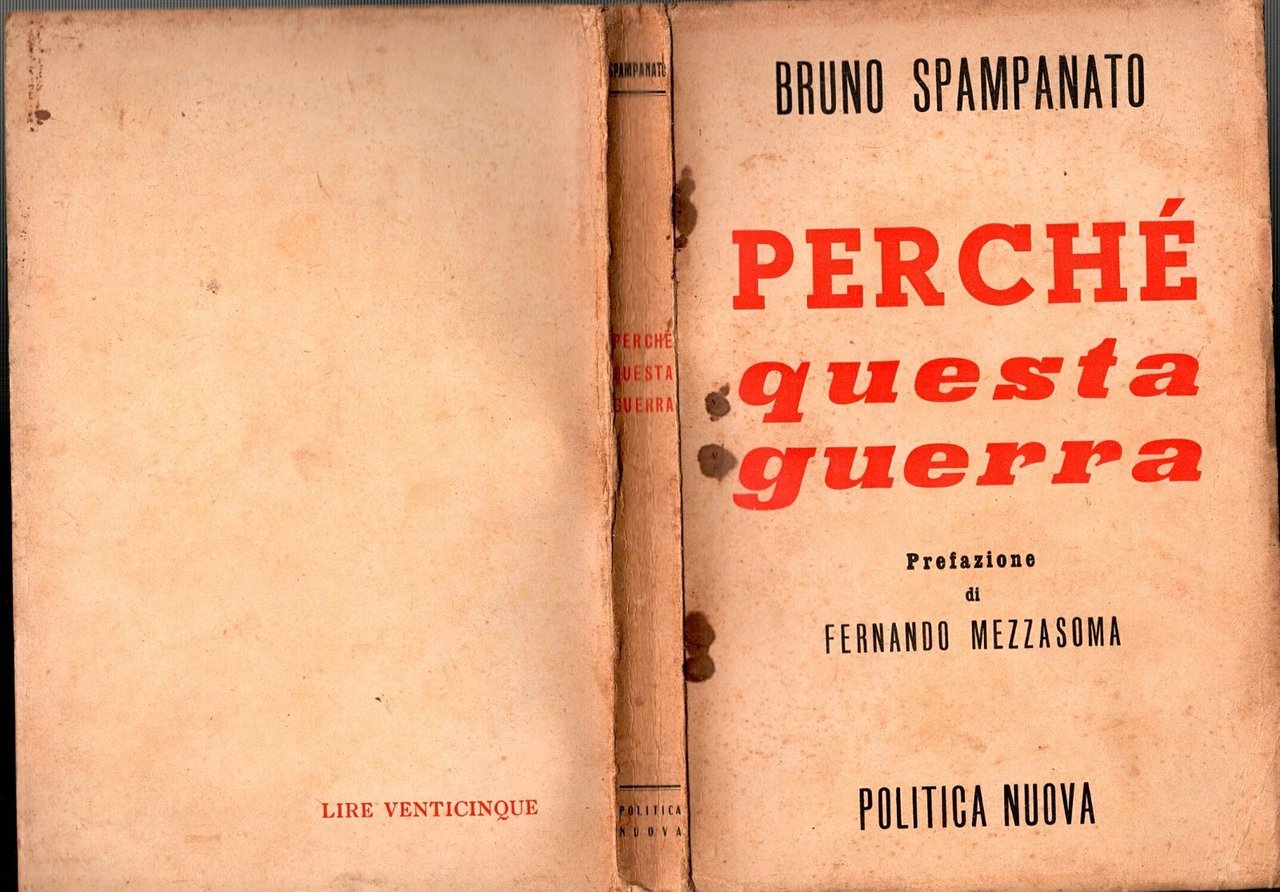 LIRE VENTICINQUE
SPAMPANATO
PERCHÉ
QUESTA
GUERRA
POLITICA
NUOVA
BRUNO SPAMPANATO
PERCHÉ
questa
guerra
Prefazione
di
FERNANDO MEZZASOMA
POLITICA NUOVA